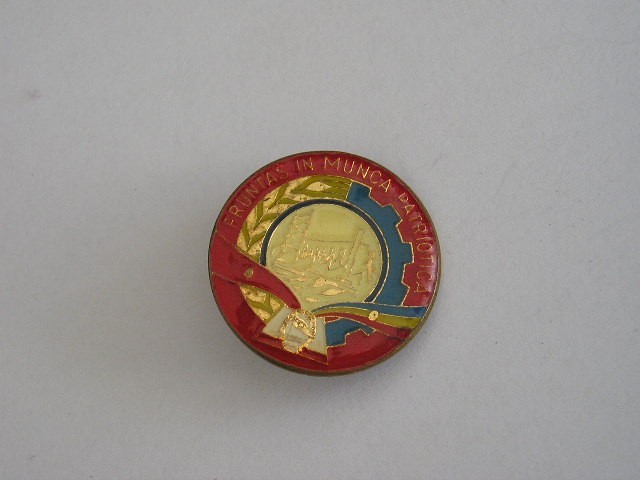 FRUNTAS IN MUNCA PATRIOTICA